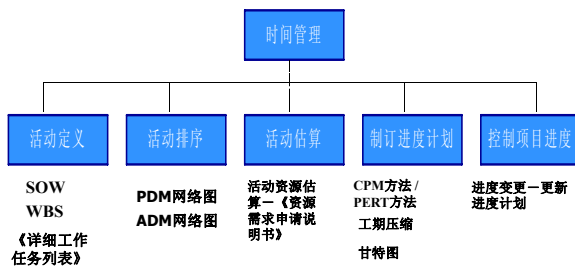 时间管理
活动定义
活动排序
活动估算
制订进度计划
控制项目进度
SOW
WBS
《详细工作
任务列表》
PDM网络图
ADM网络图
活动资源估
算—《资源
需求申请说
明书》
CPM方法 /
PERT方法
工期压缩
甘特图
进度变更—更新
进度计划